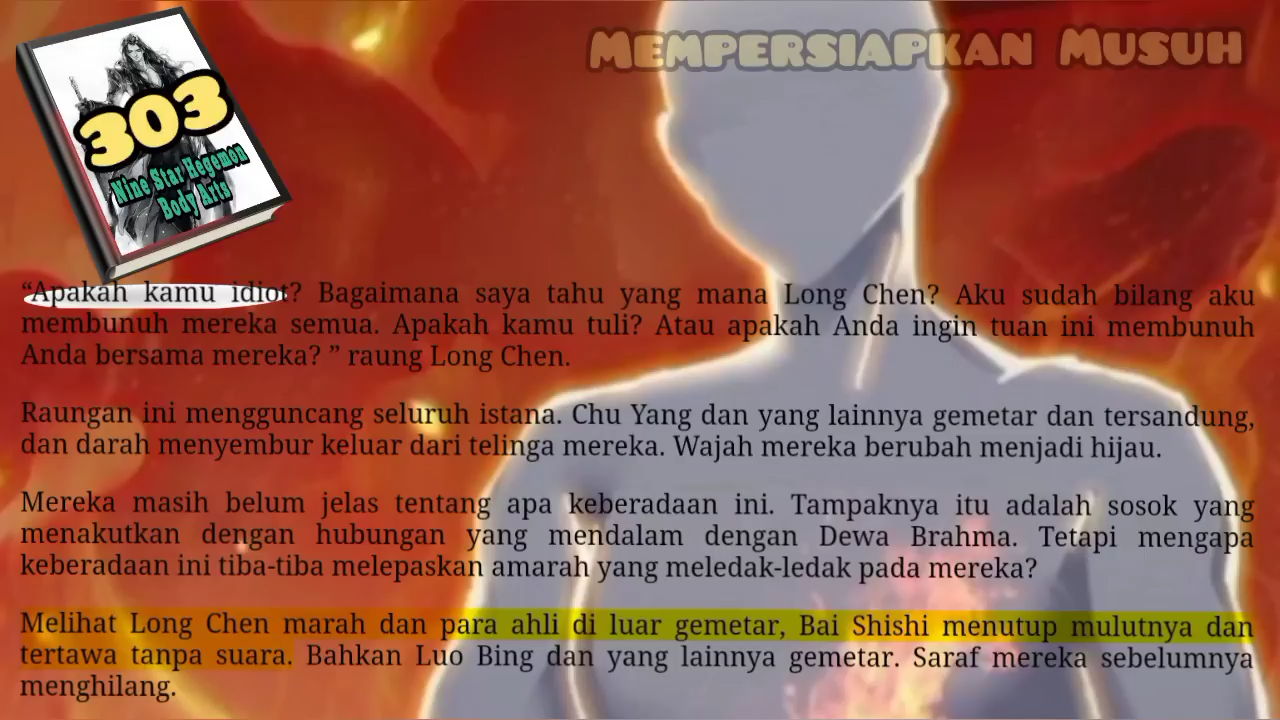 Mempersiapkan Musuh
303
Nine Star Hegemon
Body Arts
“Apakah kamu idiot? Bagaimana saya tahu yang mana Long Chen? Aku sudah bilang aku
membunuh mereka semua. Apakah kamu tuli? Atau apakah Anda ingin tuan ini membunuh
Anda bersama mereka? ” raung Long Chen.
Raungan ini mengguncang seluruh istana. Chu Yang dan yang lainnya gemetar dan tersandung,
dan darah menyembur keluar dari telinga mereka. Wajah mereka berubah menjadi hijau.
Mereka masih belum jelas tentang apa keberadaan ini. Tampaknya itu adalah sosok yang
menakutkan dengan hubungan yang mendalam dengan Dewa Brahma. Tetapi mengapa
keberadaan ini tiba-tiba melepaskan amarah yang meledak-ledak pada mereka?
Melihat Long Chen marah dan para ahli di luar gemetar, Bai Shishi menutup mulutnya dan
tertawa tanpa suara. Bahkan Luo Bing dan yang lainnya gemetar. Saraf mereka sebelumnya
menghilang.